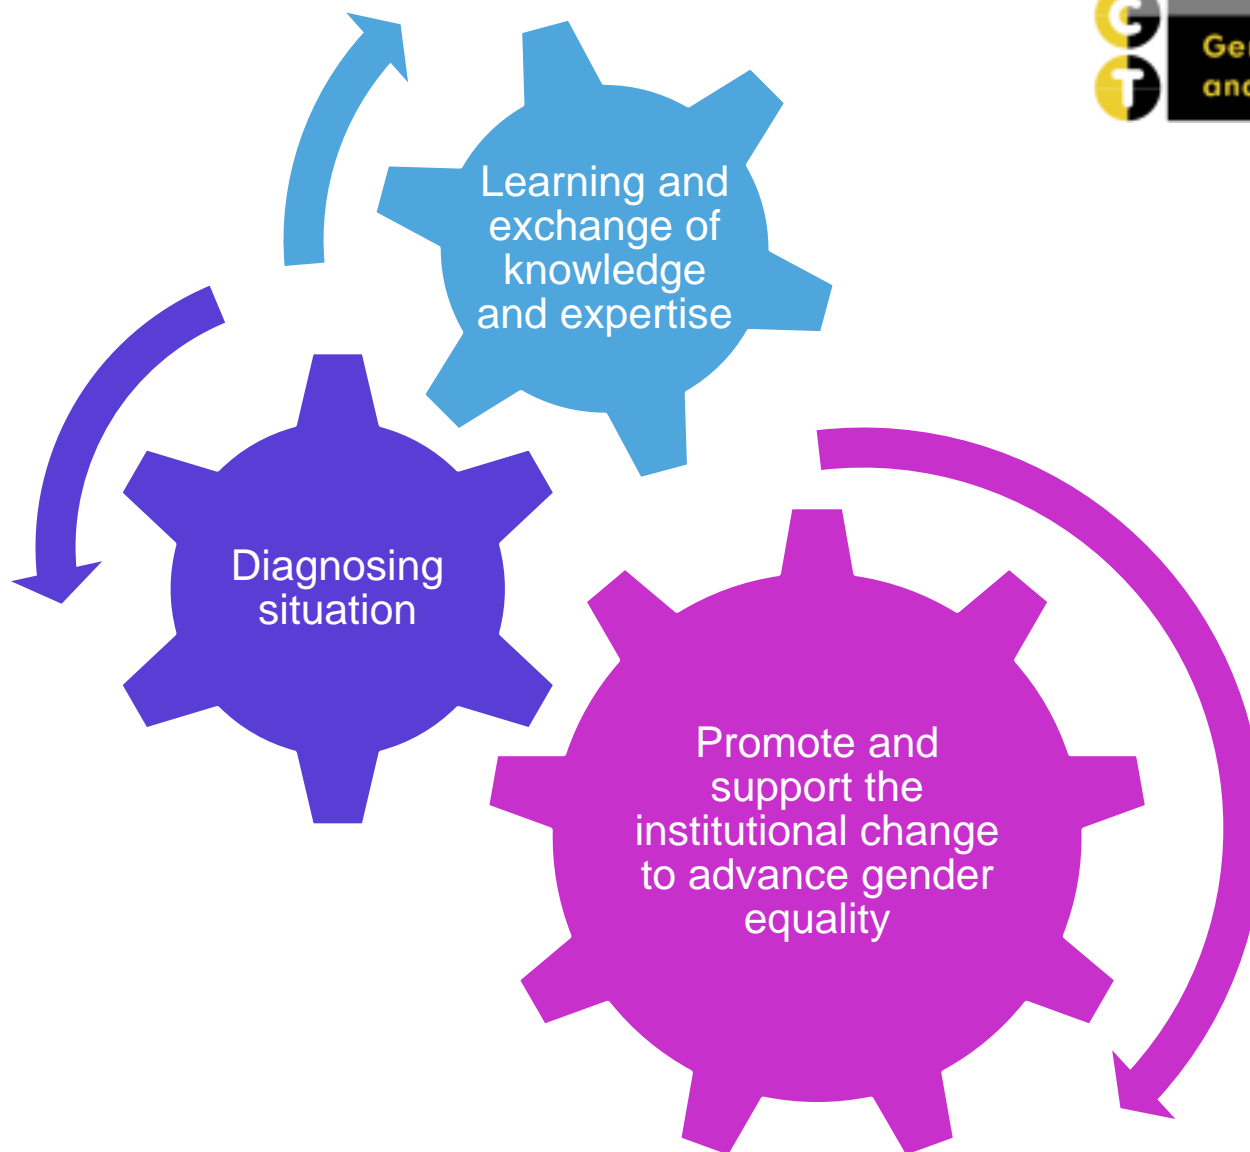 C
T
and
Learning and
exchange of
knowledge
and expertise
Diagnosing
situation
Promote and
support the
institutional change
to advance gender
equality